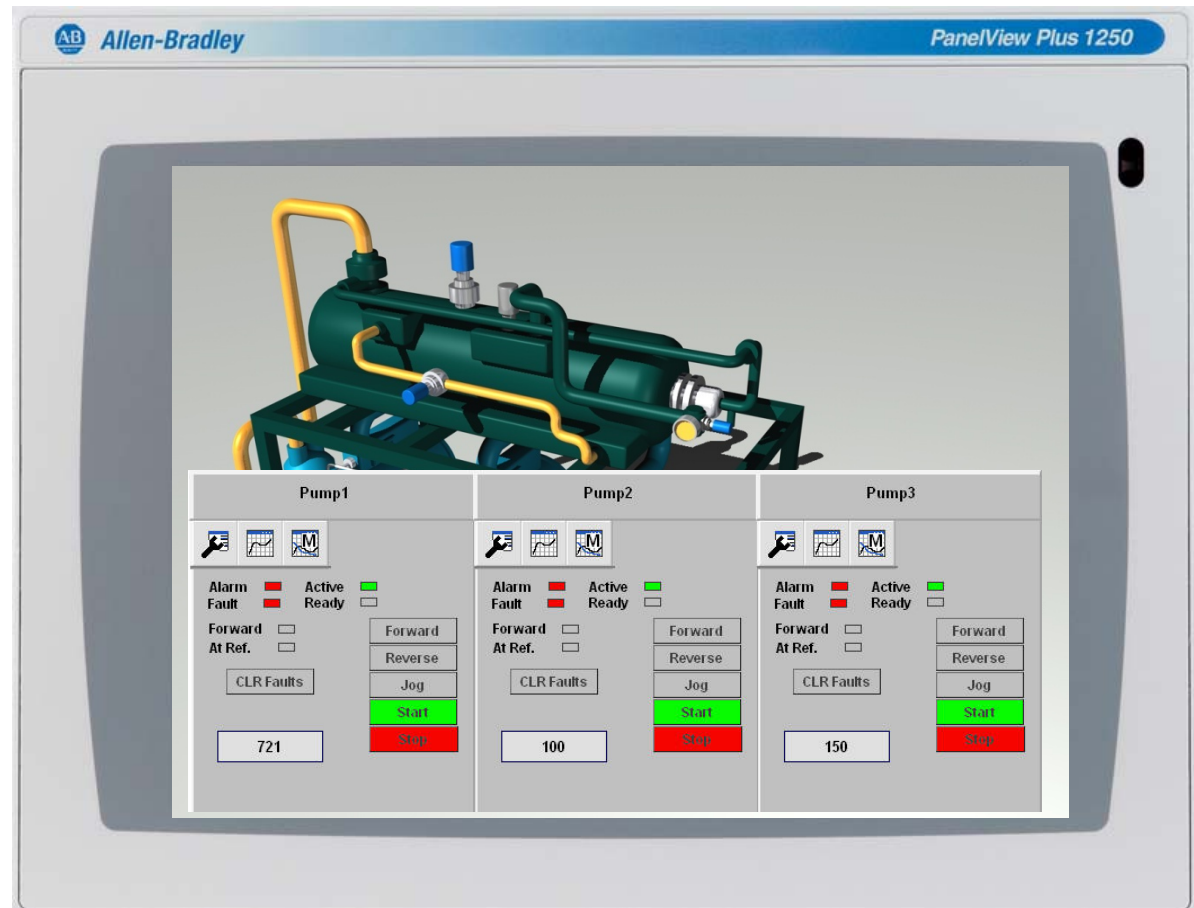 AB Allen-Bradley PanelView Plus 1250
Pump1 Pump2 Pump3
M M M
Alarm Active Alarm Active Alarm Active
Fault Ready Fault Ready Fault Ready
Forward Forward Forward Forward Forward Forward
At Ref. Reverse At Ref. Reverse At Ref. Reverse
CLR Faults Jog CLR Faults Jog CLR Faults Jog
Start Start Start
721 Stop 100 Stop 150 Stop